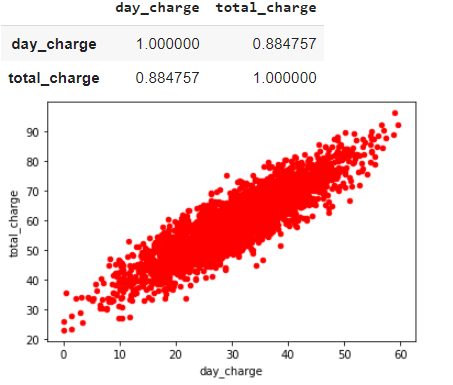 day_charge total_charge
day_charge 1.000000 0.884757
total_charge 0.884757 1.000000
90
80
70
60
50
40
30
20
total_charge
0 10 20 30 40 50 60
day_charge